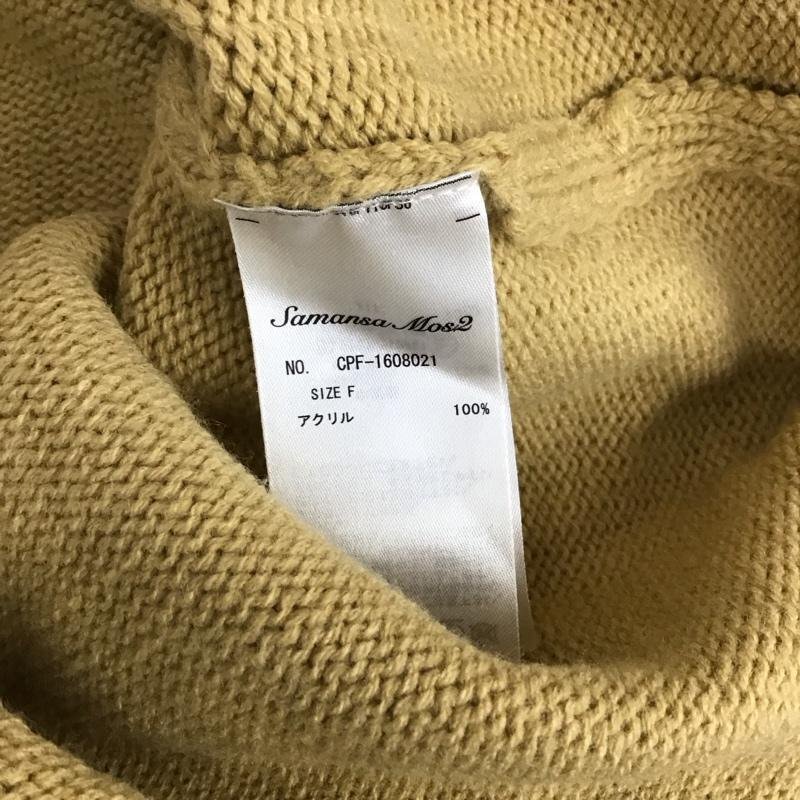 Samansa Mos2
NO. CPF-1608021
SIZE F
アクリル 100%